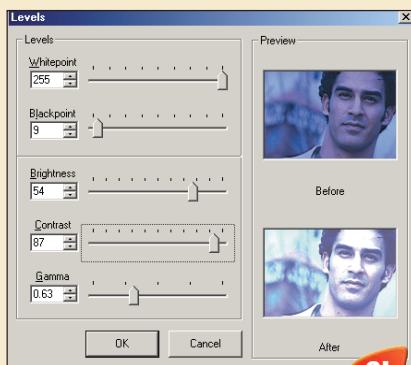 Levels
Levels
Whitepoint
255
Blackpoint
9
Brightness
54
Contrast
87
Gamma
0.63
OK
Cancel
Preview
Before
After